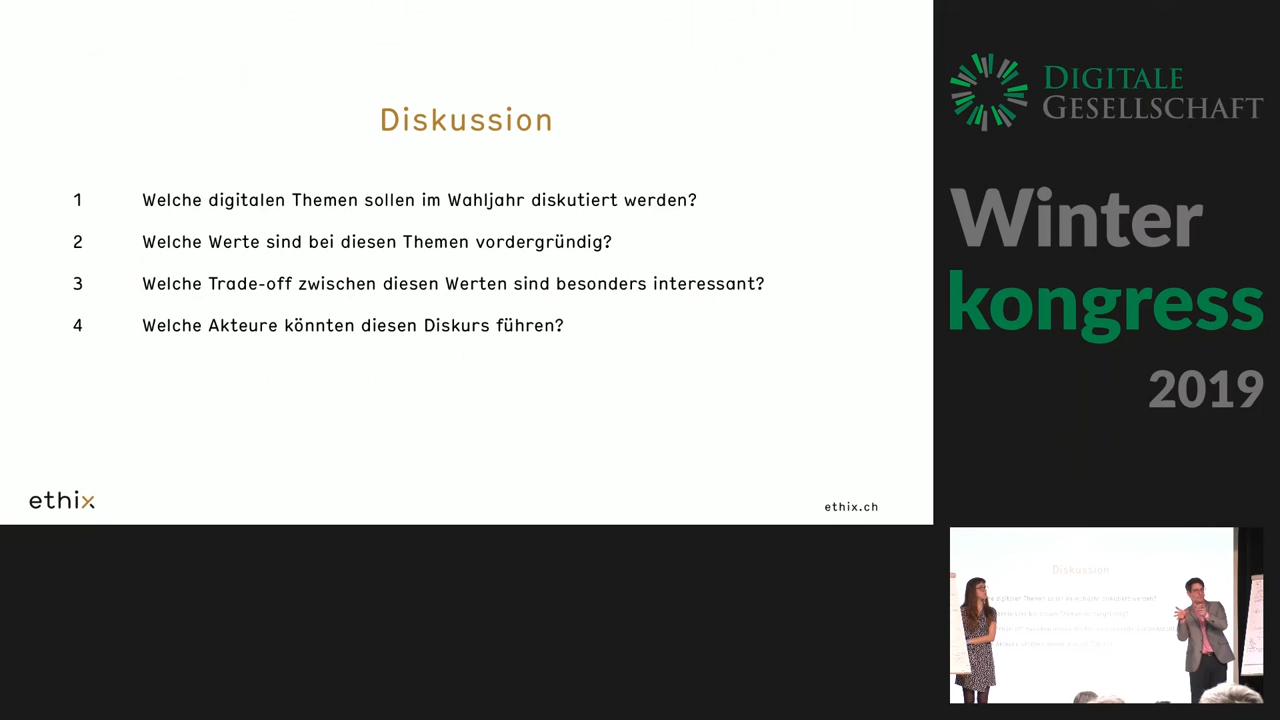 Diskussion
1 Welche digitalen Themen sollen im Wahljahr diskutiert werden?
2 Welche Werte sind bei diesen Themen vordergründig?
3 Welche Trade-off zwischen diesen Werten sind besonders interessant?
4 Welche Akteure könnten diesen Diskurs führen?
ethix
ethix.ch
DIGITALE
GESELLSCHAFT
Winter
kongress
2019
Diskussion